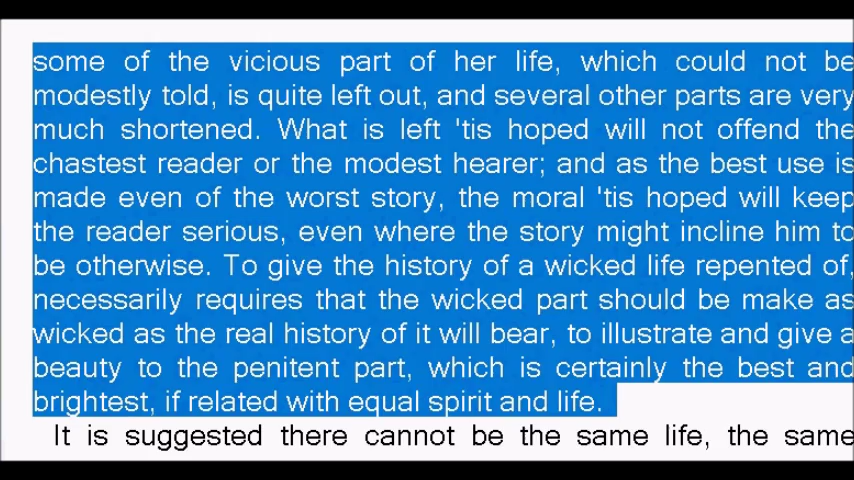 some of the vicious part of her life, which could not be
modestly told, is quite left out, and several other parts are very
much shortened. What is left 'tis hoped will not offend the
chastest reader or the modest hearer; and as the best use is
made even of the worst story, the moral 'tis hoped will keep
the reader serious, even where the story might incline him to
be otherwise. To give the history of a wicked life repented of,
necessarily requires that the wicked part should be make as
wicked as the real history of it will bear, to illustrate and give a
beauty to the penitent part, which is certainly the best and
brightest, if related with equal spirit and life.
It is suggested there cannot be the same life, the same